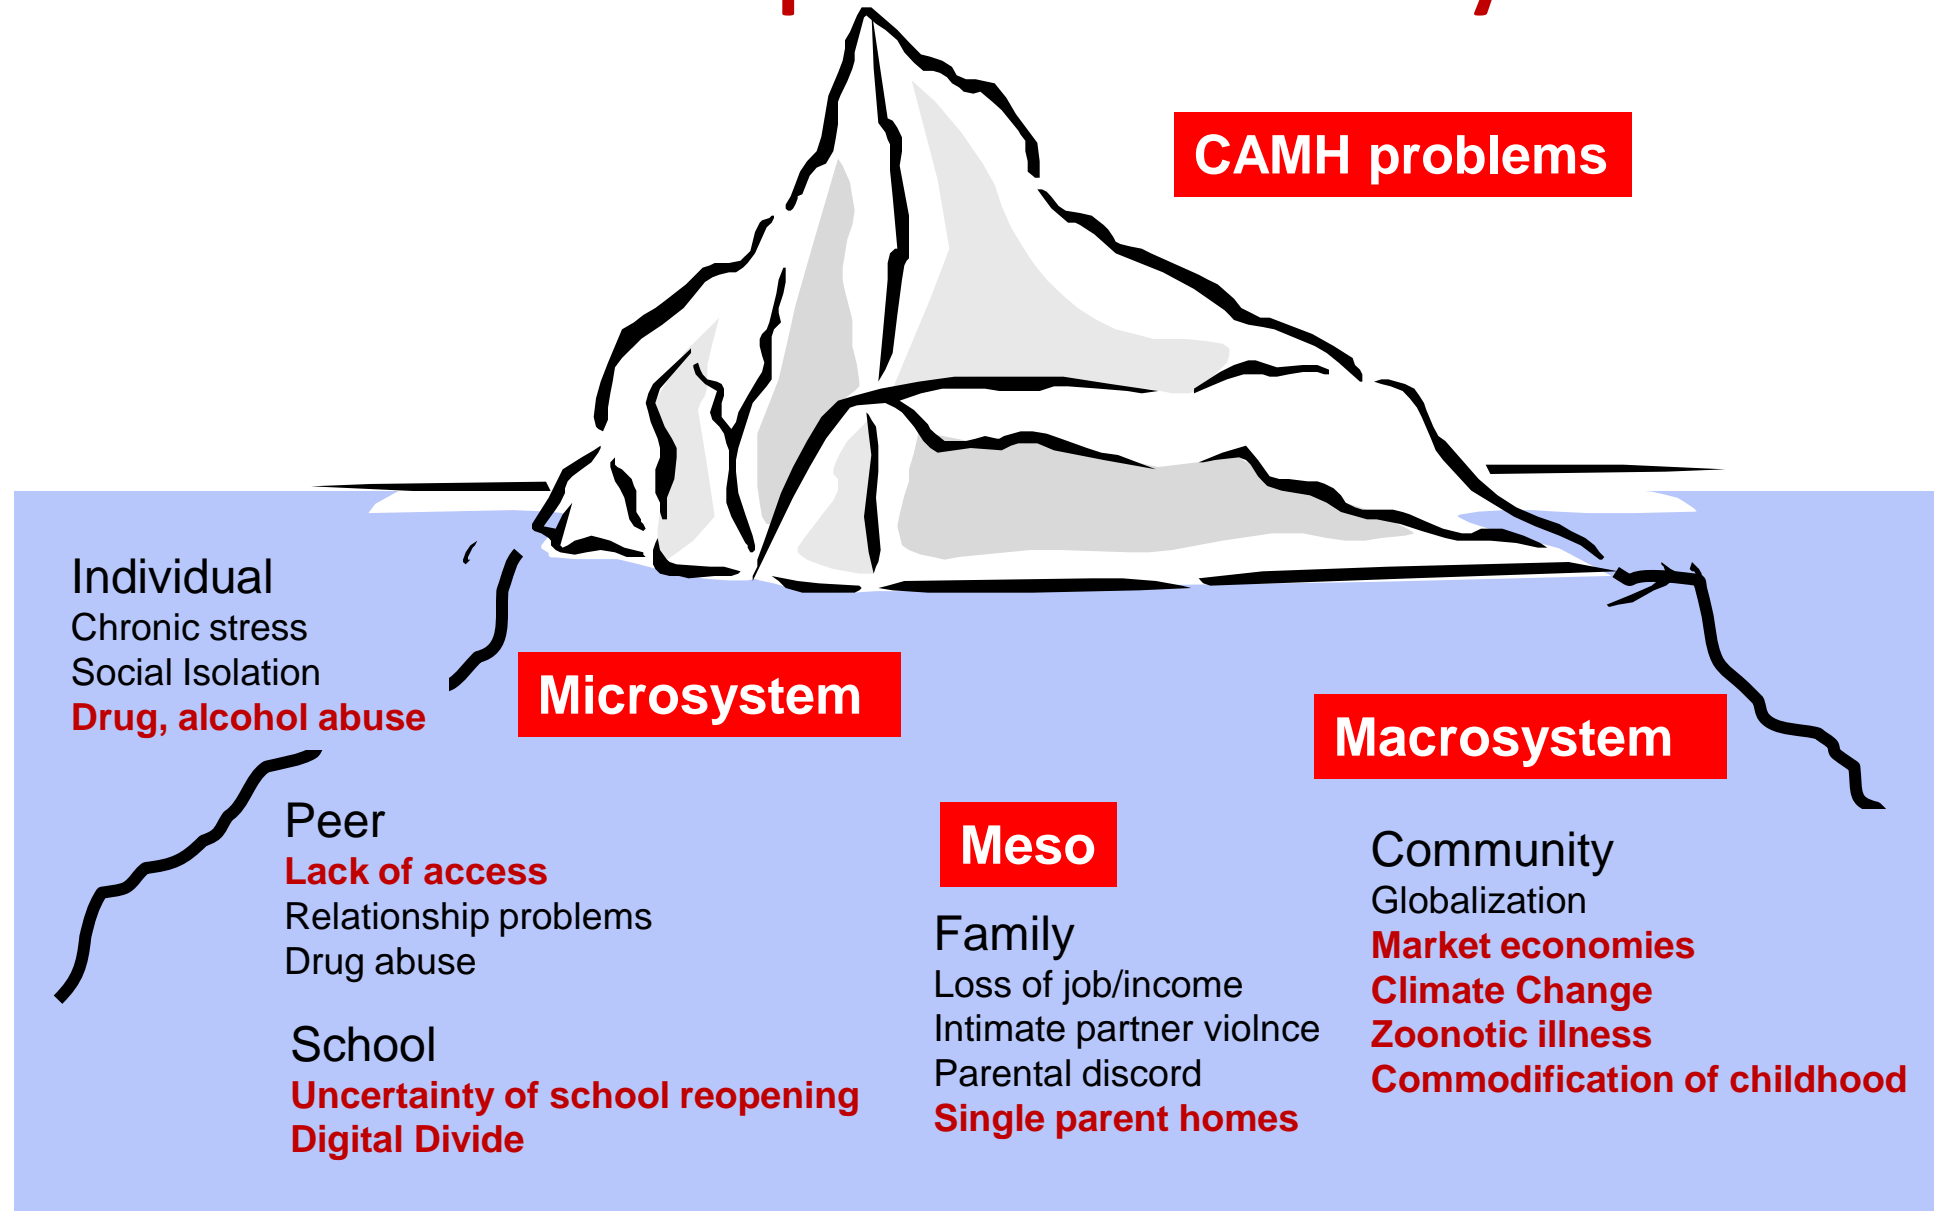 CAMH problems
Individual
Chronic stress
Social Isolation
Drug, alcohol abuse
Microsystem
Macrosystem
Peer
Lack of access
Relationship problems
Drug abuse
School
Uncertainty of school reopening
Digital Divide
Meso
Family
Loss of job/income
Intimate partner violnce
Parental discord
Single parent homes
Community
Globalization
Market economies
Climate Change
Zoonotic illness
Commodification of childhood